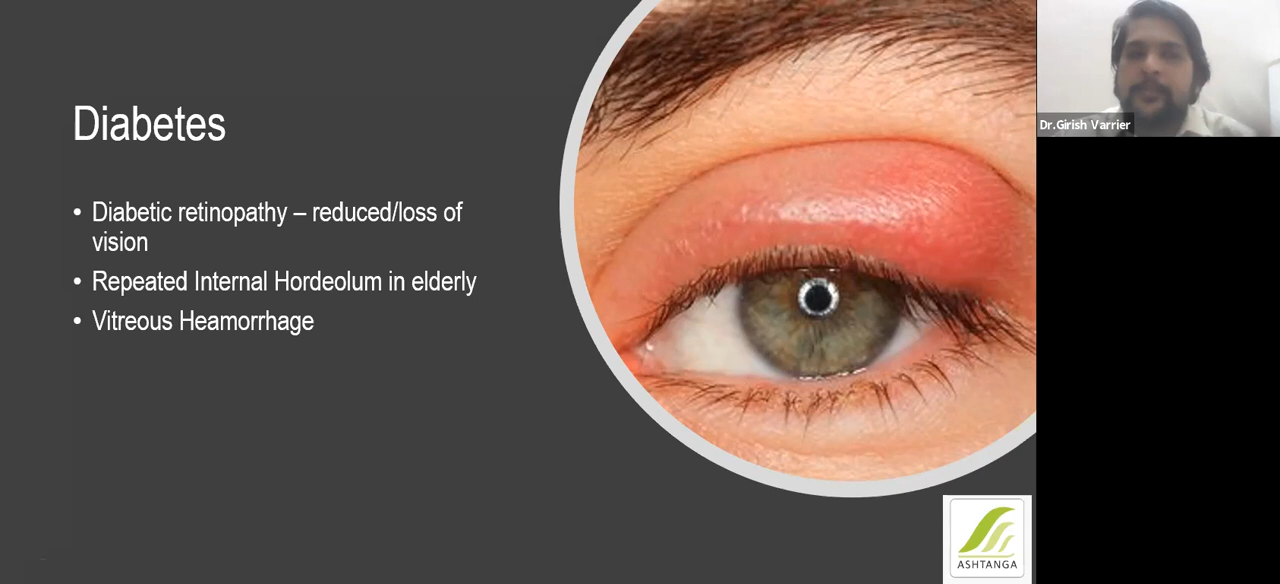 Diabetes
• Diabetic retinopathy – reduced/loss of
vision
• Repeated Internal Hordeolum in elderly
• Vitreous Heamorrhage
Dr.Girish Varrier
ASHTANGA